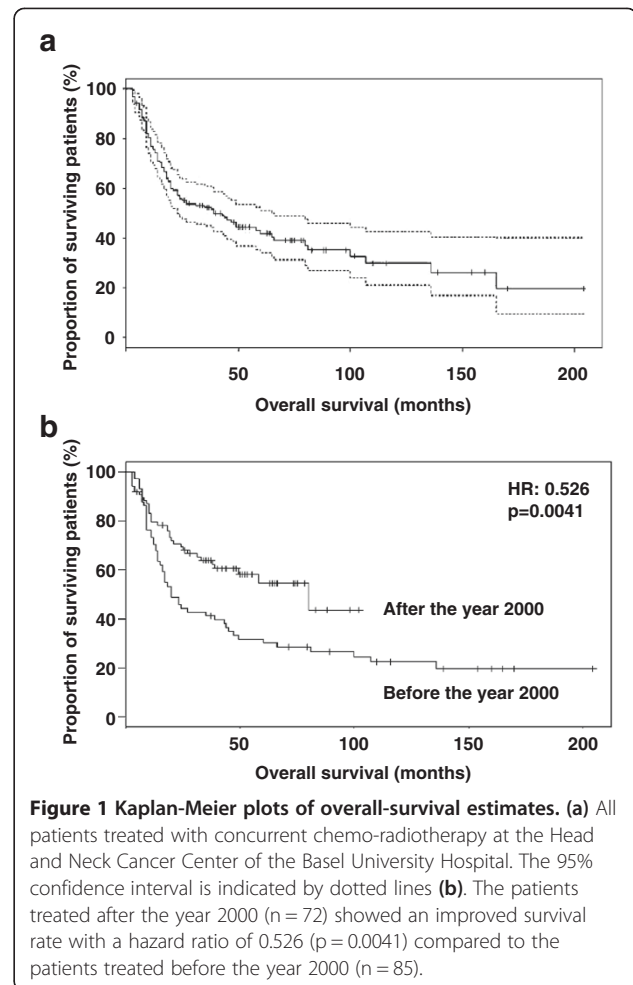 a
Proportion of surviving patients (%)
100
80
60
40
20
0
50 100 150 200
Overall survival (months)
b
Proportion of surviving patients (%)
100
80
60
40
20
0
HR: 0.526
p=0.0041
After the year 2000
Before the year 2000
50 100 150 200
Overall survival (months)
Figure 1 Kaplan-Meier plots of overall-survival estimates. (a) All
patients treated with concurrent chemo-radiotherapy at the Head
and Neck Cancer Center of the Basel University Hospital. The 95%
confidence interval is indicated by dotted lines (b). The patients
treated after the year 2000 (n = 72) showed an improved survival
rate with a hazard ratio of 0.526 (p = 0.0041) compared to the
patients treated before the year 2000 (n = 85).